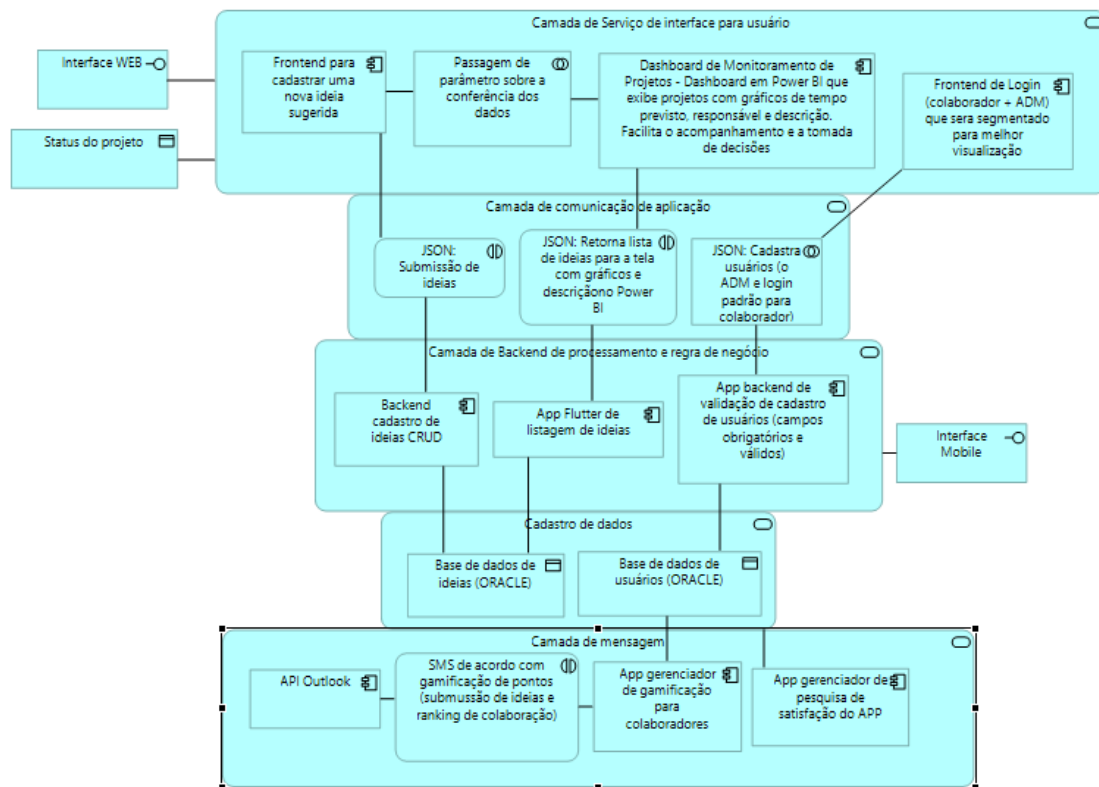 Camada de Serviço de interface para usuário
Interface WEB
Status do projeto
Frontend para
cadastrar uma
nova ideia
sugerida
Passagem de
parâmetro sobre a
conferência dos
dados
Dashboard de Monitoramento de
Projetos - Dashboard em Power BI que
exibe projetos com gráficos de tempo
previsto, responsável e descrição.
Facilita o acompanhamento e a tomada
de decisões
Frontend de Login
(colaborador + ADM)
que sera segmentado
para melhor
visualização
Camada de comunicação de aplicação
JSON:
Submissão de
ideias
JSON: Retorna lista
de ideias para a tela
com gráficos e
descriçãono Power
BI
JSON: Cadastra
usuários (o
ADM e login
padrão para
colaborador)
Camada de Backend de processamento e regra de negócio
Backend
cadastro de
ideias CRUD
App Flutter de
listagem de ideias
App backend de
validação de cadastro
de usuários (campos
obrigatórios e
válidos)
Interface
Mobile
Cadastro de dados
Base de dados de
ideias (ORACLE)
Base de dados de
usuários (ORACLE)
Camada de mensagem
API Outlook
SMS de acordo com
gamificação de pontos
(submussão de ideias e
ranking de colaboração)
App gerenciador
de gamificação
para
colaboradores
App gerenciador de
pesquisa de
satisfação do APP